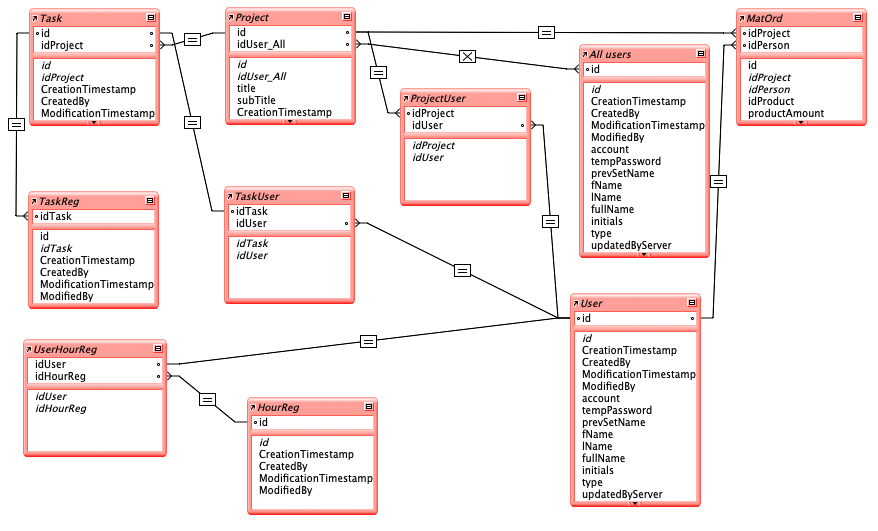 Task
id
idProject
id
idProject
CreationTimestamp
CreatedBy
ModificationTimestamp
Project
id
idUser_All
id
idUser_All
title
subTitle
CreationTimestamp
All users
id
id
CreationTimestamp
CreatedBy
ModificationTimestamp
ModifiedBy
account
tempPassword
prevSetName
fName
lName
fullName
initials
type
updatedByServer
MatOrd
idProject
idPerson
id
idProject
idPerson
idProduct
productAmount
ProjectUser
idProject
idUser
idProject
idUser
TaskReg
idTask
id
idTask
CreationTimestamp
CreatedBy
ModificationTimestamp
ModifiedBy
TaskUser
idTask
idUser
idTask
idUser
User
id
id
CreationTimestamp
CreatedBy
ModificationTimestamp
ModifiedBy
account
tempPassword
prevSetName
fName
lName
fullName
initials
type
updatedByServer
UserHourReg
idUser
idHourReg
idUser
idHourReg
HourReg
id
id
CreationTimestamp
CreatedBy
ModificationTimestamp
ModifiedBy